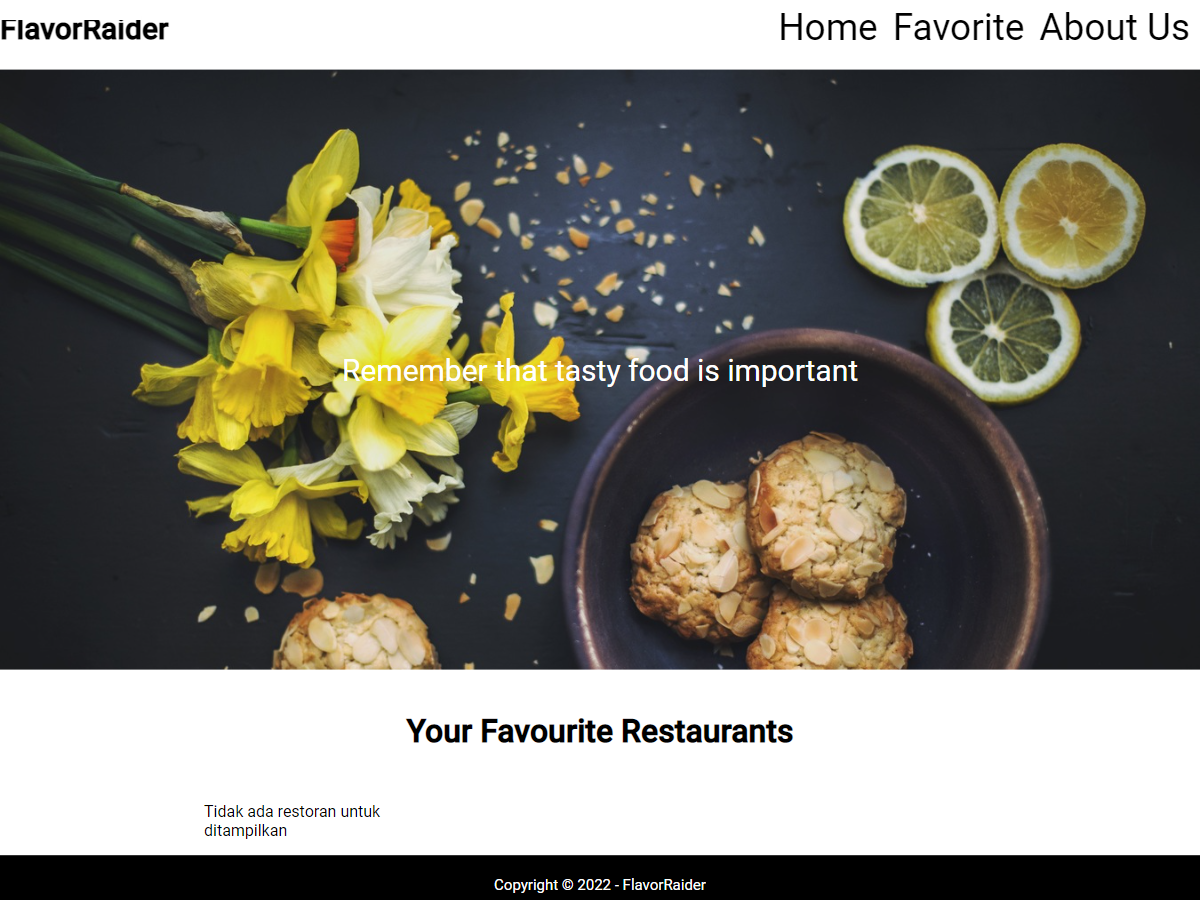 FlavorRaider
Home Favorite About Us
Remember that tasty food is important
Your Favourite Restaurants
Tidak ada restoran untuk
ditampilkan
Copyright © 2022 - FlavorRaider